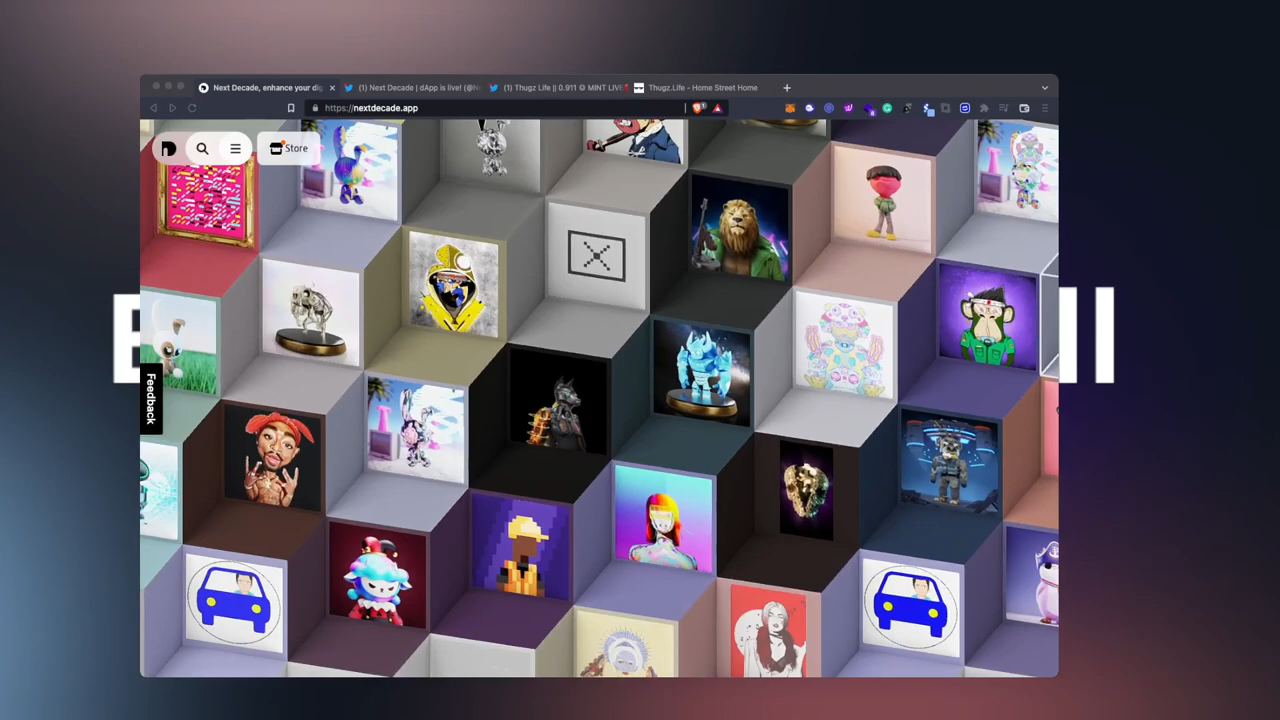 Next Decade, enhance your dig
(1) Next Decade | dApp is live! (@Ne
(1) Thugz Life || 0.911 @ MINT LIVE
Thugz.Life - Home Street Home
https://nextdecade.app
Store
Feedback